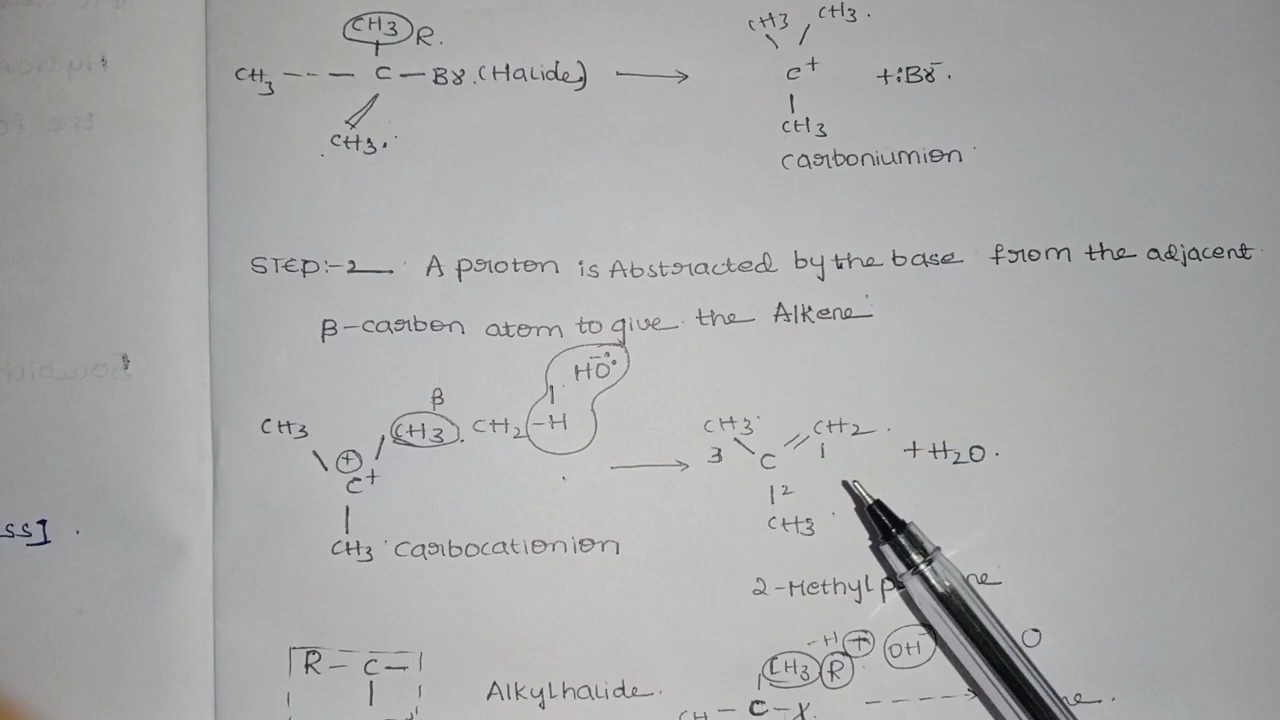 CH3 R. CH3 CH3.
CH3 --- C — Br. (Halide) → C+ + :Br-.
CH3. CH3
carboniumion
STEP:-2 A proton is Abstracted by the base from the adjacent
β-carbon atom to give the Alkene
HO-:
β
CH3 CH3. CH2 -H CH3 CH2.
+ C+ 3 C = 1 +H2O.
2
CH3 carbocationion CH3
2-Methylp
-H + OH O
R — C — Alkylhalide. CH3 R
SS] .
C — X.